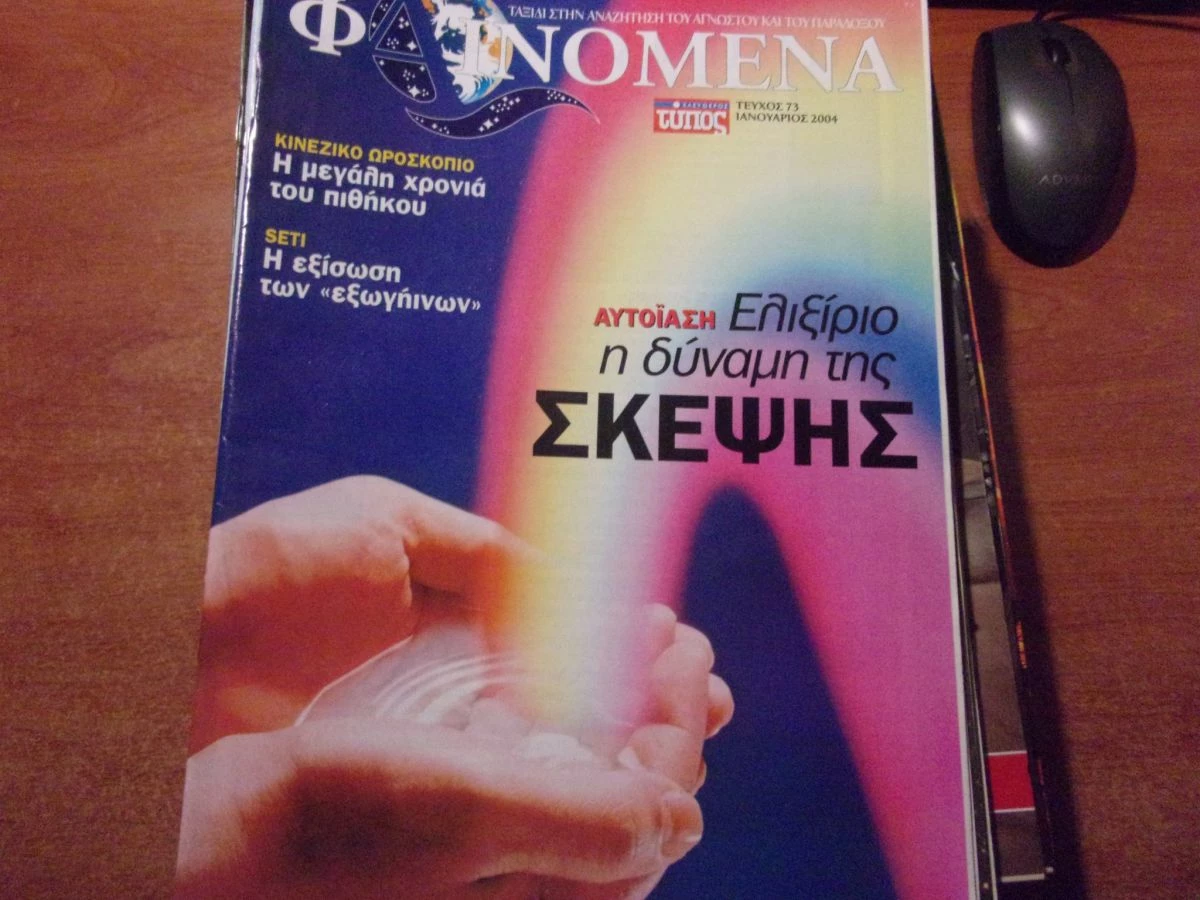 ΤΑΞΙΔΙ ΣΤΗΝ ΑΝΑΖΗΤΗΣΗ ΤΟΥ ΑΓΝΩΣΤΟΥ ΚΑΙ ΤΟΥ ΠΑΡΑΔΟΞΟΥ
ΦΑΙΝΟΜΕΝΑ
ΕΛΕΥΘΕΡΟΣ
τύπος
ΤΕΥΧΟΣ 73
ΙΑΝΟΥΑΡΙΟΣ 2004
ΚΙΝΕΖΙΚΟ ΩΡΟΣΚΟΠΙΟ
Η μεγάλη χρονιά
του πιθήκου
SETI
Η εξίσωση
των «εξωγήινων»
ΑΥΤΟΪΑΣΗ Ελιξίριο
η δύναμη της
ΣΚΕΨΗΣ